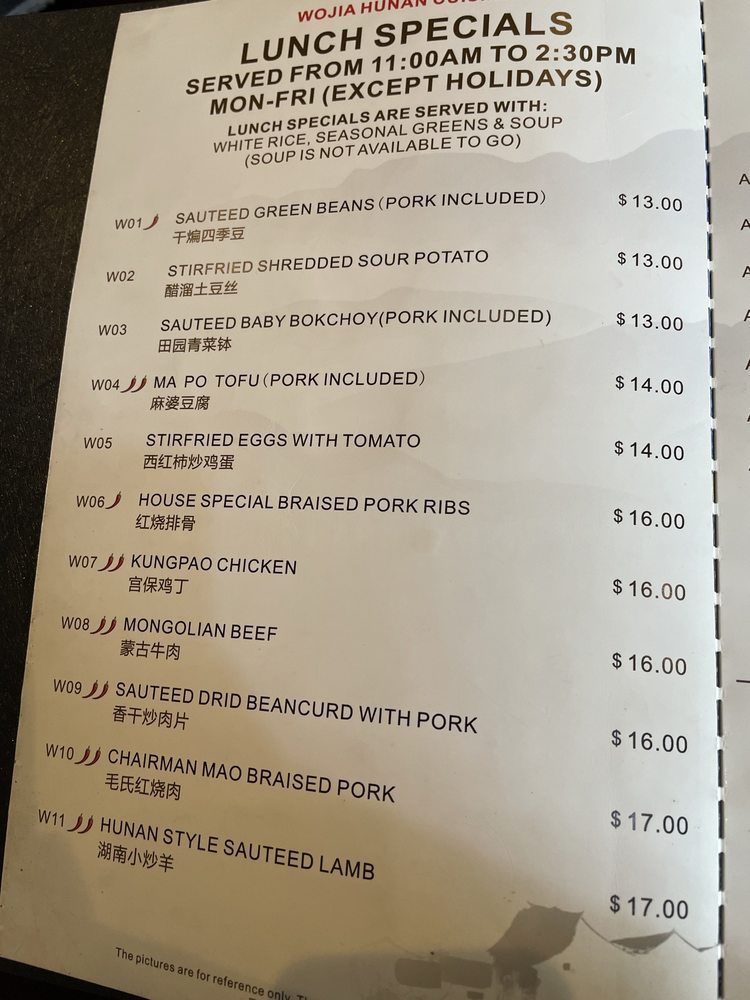 WOJIA HUNAN
LUNCH SPECIALS
SERVED FROM 11:00AM TO 2:30PM
MON-FRI (EXCEPT HOLIDAYS)
LUNCH SPECIALS ARE SERVED WITH:
WHITE RICE, SEASONAL GREENS & SOUP
(SOUP IS NOT AVAILABLE TO GO)
W01 SAUTEED GREEN BEANS (PORK INCLUDED) $13.00
干煸四季豆
W02 STIRFRIED SHREDDED SOUR POTATO $13.00
醋溜土豆丝
W03 SAUTEED BABY BOKCHOY(PORK INCLUDED) $13.00
田园青菜钵
W04 MA PO TOFU (PORK INCLUDED) $14.00
麻婆豆腐
W05 STIRFRIED EGGS WITH TOMATO $14.00
西红柿炒鸡蛋
W06 HOUSE SPECIAL BRAISED PORK RIBS $16.00
红烧排骨
W07 KUNGPAO CHICKEN $16.00
宫保鸡丁
W08 MONGOLIAN BEEF $16.00
蒙古牛肉
W09 SAUTEED DRID BEANCURD WITH PORK $16.00
香干炒肉片
W10 CHAIRMAN MAO BRAISED PORK $17.00
毛氏红烧肉
W11 HUNAN STYLE SAUTEED LAMB $17.00
湖南小炒羊
The pictures are for reference only.